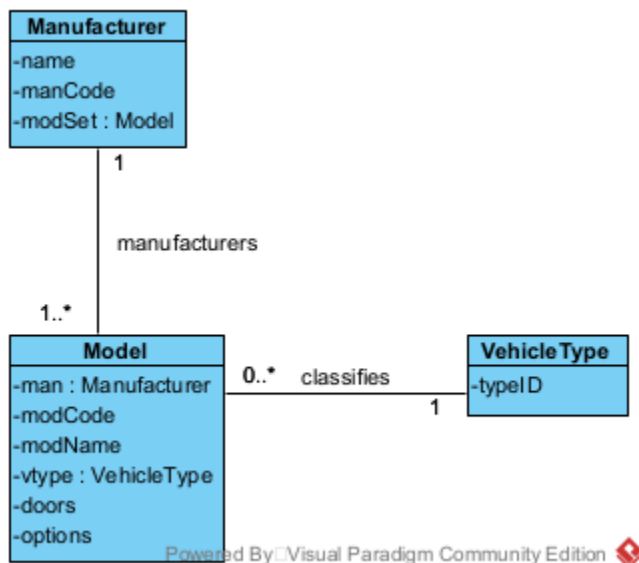 Manufacturer
-name
-manCode
-modSet : Model
1
manufacturers
1..*
Model
-man : Manufacturer
-modCode
-modName
-vtype : VehicleType
-doors
-options
0..*
classifies
1
VehicleType
-typeID
Powered By□Visual Paradigm Community Edition